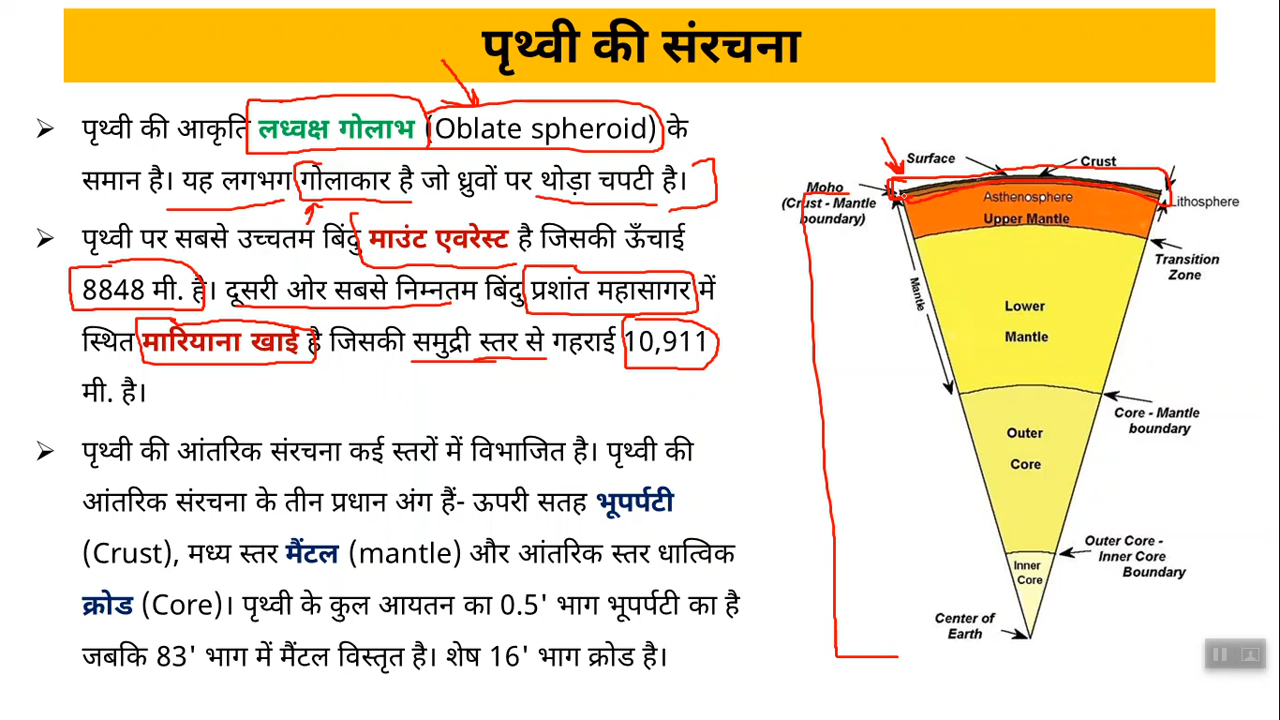 पृथ्वी की संरचना
पृथ्वी की आकृति लध्वक्ष गोलाभ (Oblate spheroid) के
समान है। यह लगभग गोलाकार है जो ध्रुवों पर थोड़ा चपटी है।
पृथ्वी पर सबसे उच्चतम बिंदु माउंट एवरेस्ट है जिसकी ऊँचाई
8848 मी. है। दूसरी ओर सबसे निम्नतम बिंदु प्रशांत महासागर में
स्थित मारियाना खाई है जिसकी समुद्री स्तर से गहराई 10,911
मी. है।
पृथ्वी की आंतरिक संरचना कई स्तरों में विभाजित है। पृथ्वी की
आंतरिक संरचना के तीन प्रधान अंग हैं- ऊपरी सतह भूपर्पटी
(Crust), मध्य स्तर मैंटल (mantle) और आंतरिक स्तर धात्विक
क्रोड (Core)। पृथ्वी के कुल आयतन का 0.5' भाग भूपर्पटी का है
जबकि 83' भाग में मैंटल विस्तृत है। शेष 16' भाग क्रोड है।
Surface
Crust
Moho
(Crust - Mantle
boundary)
Asthenosphere
Lithosphere
Upper Mantle
Transition
Zone
Mantle
Lower
Mantle
Core - Mantle
boundary
Outer
Core
Outer Core -
Inner Core
Boundary
Inner
Core
Center of
Earth